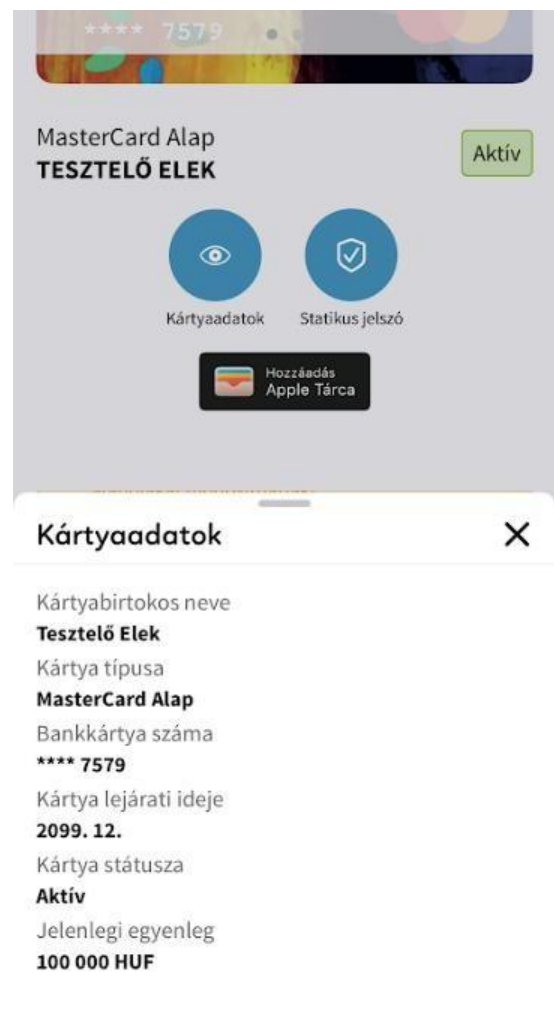 **** 7579
MasterCard Alap
TESZTELŐ ELEK
Aktív
Kártyaadatok
Statikus jelszó
Hozzáadás
Apple Tárca
Kártyaadatok
Kártyabirtokos neve
Tesztelő Elek
Kártya típusa
MasterCard Alap
Bankkártya száma
**** 7579
Kártya lejárati ideje
2099. 12.
Kártya státusza
Aktív
Jelenlegi egyenleg
100 000 HUF